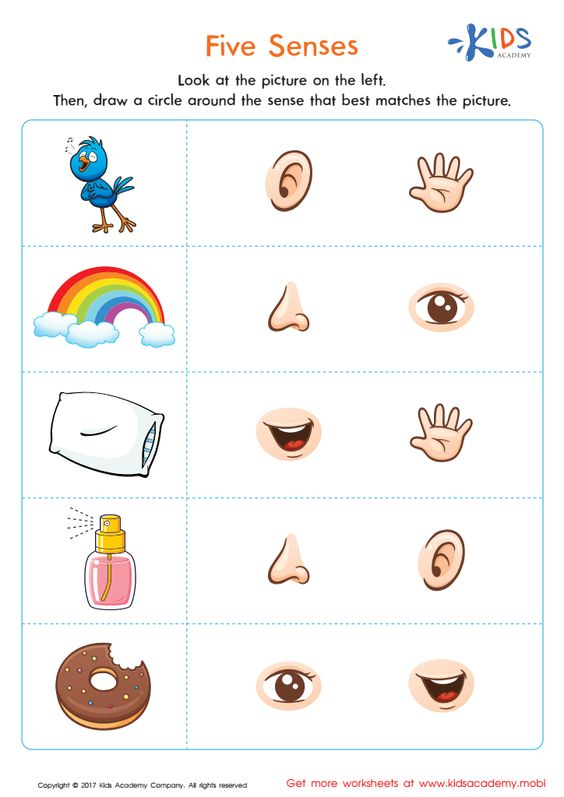 Five Senses
KIDS
ACADEMY
Look at the picture on the left.
Then, draw a circle around the sense that best matches the picture.
Copyright © 2017 Kids Academy Company. All rights reserved
Get more worksheets at www.kidsacademy.mobi